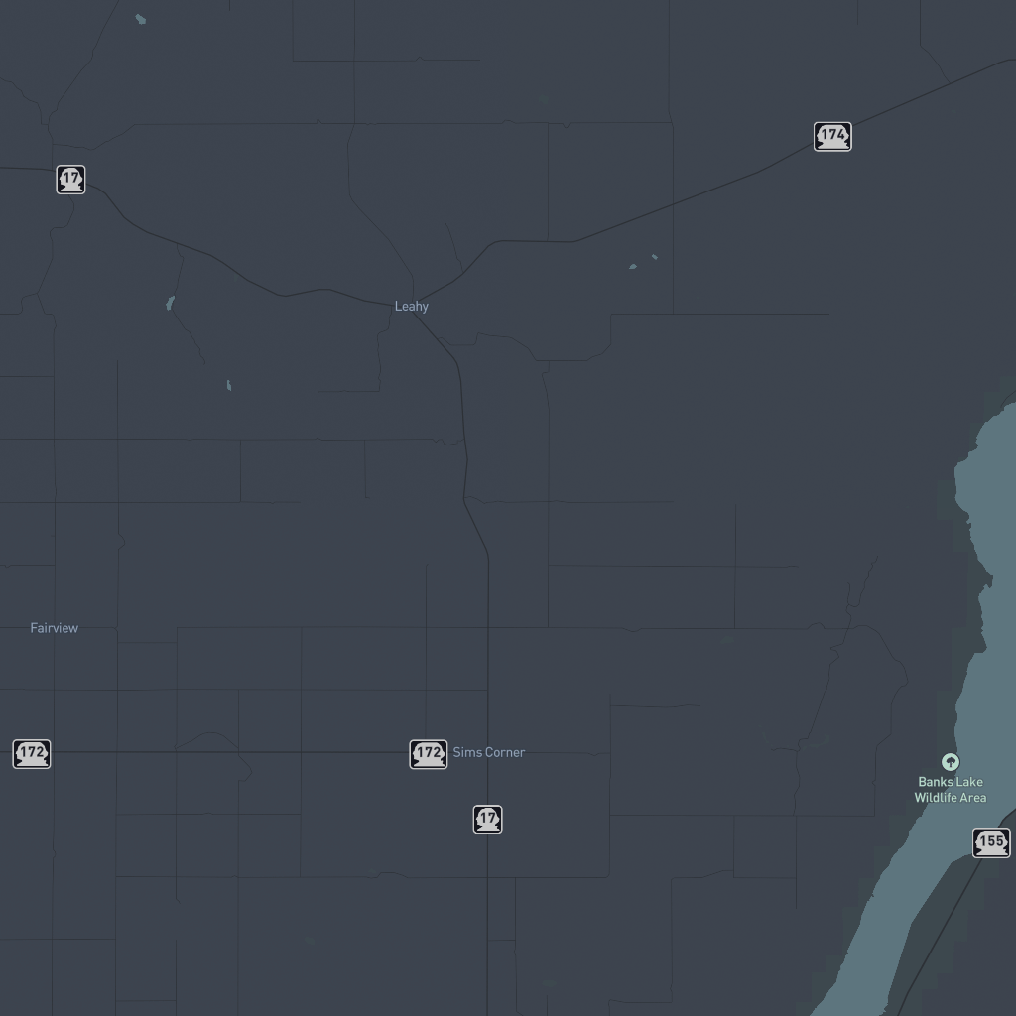 174
17
Leahy
Fairview
172
172
Sims Corner
Banks Lake
Wildlife Area
17
155